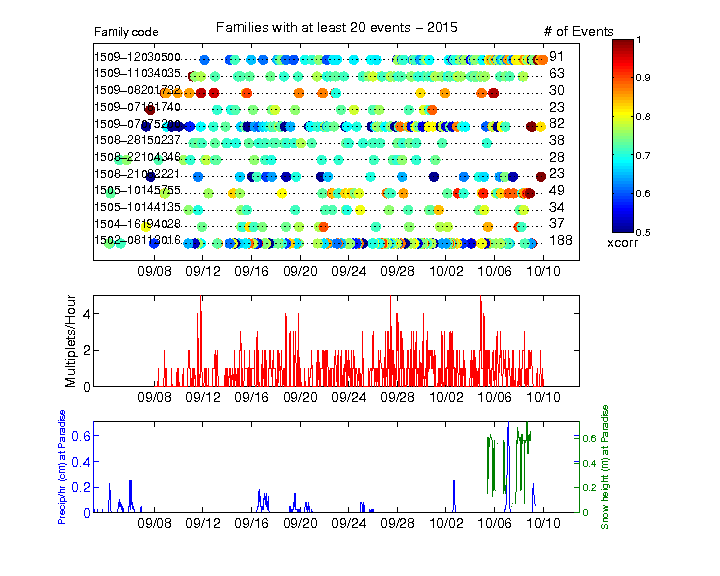 Families with at least 20 events − 2015
Family code
# of Events
1509−12030500 91
1509−11034035 63
1509−08201732 30
1509−07181740 23
82
1508−28150237 38
1508−22104346 28
1508−21082221 23
1505−10145755 49
1505−10144135 34
1504−16194028 37
1502−08112016 188
09/08 09/12 09/16 09/20 09/24 09/28 10/02 10/06 10/10
1
0.9
0.8
0.7
0.6
0.5
xcorr
Multiplets/Hour
4
2
0
09/08 09/12 09/16 09/20 09/24 09/28 10/02 10/06 10/10
Precip/hr (cm) at Paradise
0.6
0.4
0.2
0
Snow height (m) at Paradise
0.6
0.4
0.2
0
09/08 09/12 09/16 09/20 09/24 09/28 10/02 10/06 10/10